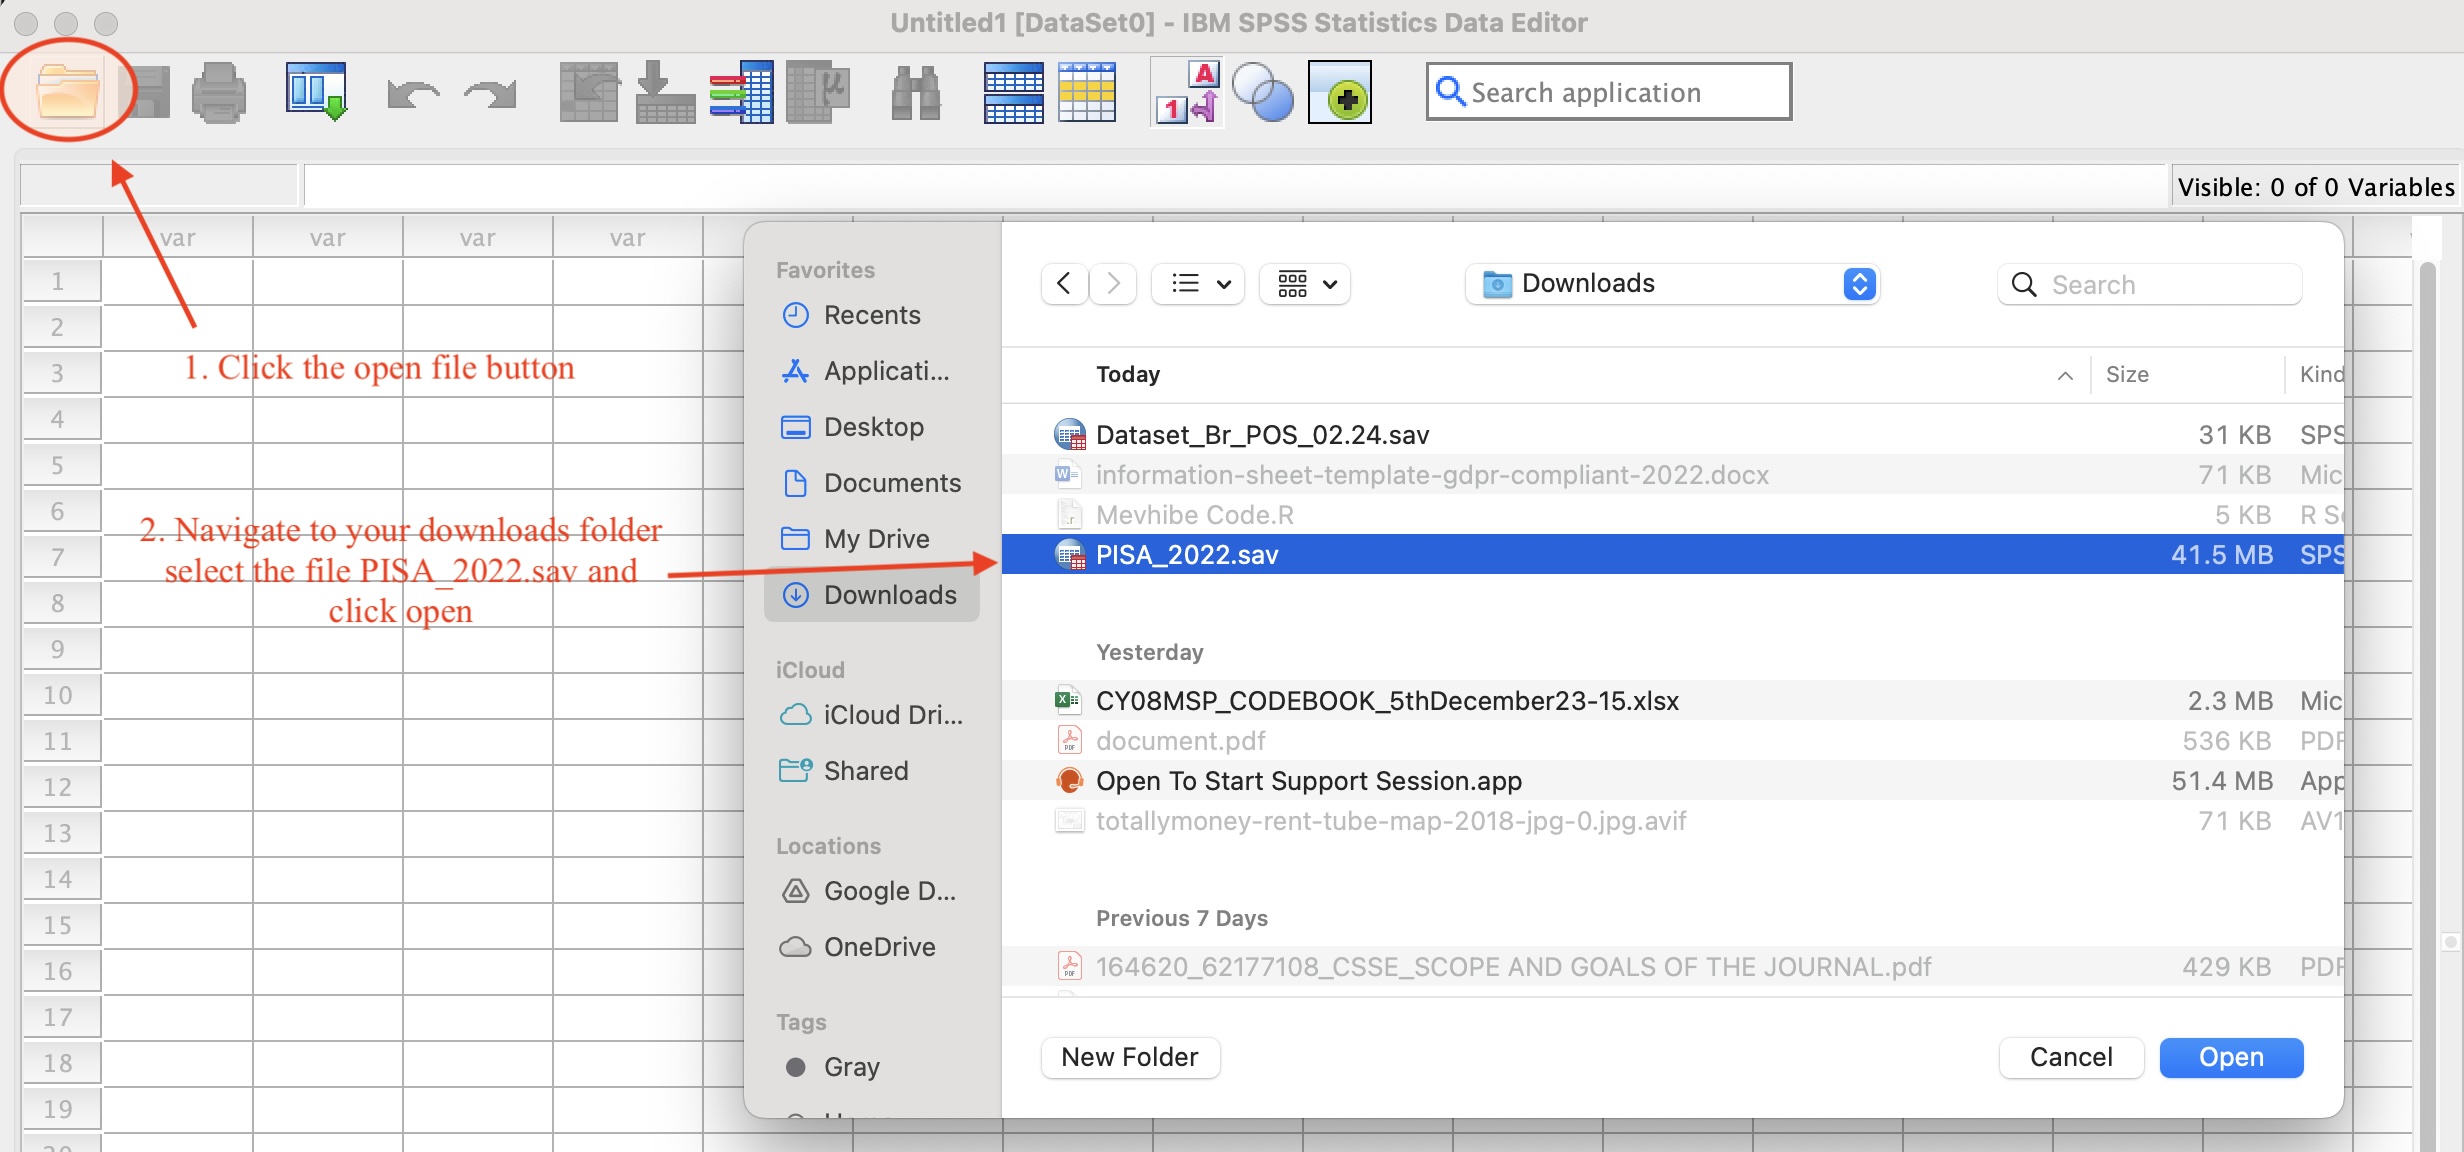 Untitled1 [DataSet0] - IBM SPSS Statistics Data Editor
A
1
μ
Search application
Visible: 0 of 0 Variables
var var var var
1
2
3
4
5
6
7
8
9
10
11
12
13
14
15
16
17
18
19
1. Click the open file button
2. Navigate to your downloads folder
select the file PISA_2022.sav and
click open
Favorites
Recents
Applicati...
Desktop
Documents
My Drive
Downloads
iCloud
iCloud Dri...
Shared
Locations
Google D...
OneDrive
Tags
Gray
Downloads
Search
Today Size Kind
Dataset_Br_POS_02.24.sav 31 KB SPS
information-sheet-template-gdpr-compliant-2022.docx 71 KB Mic
Mevhibe Code.R 5 KB R S
PISA_2022.sav 41.5 MB SPS
Yesterday
CY08MSP_CODEBOOK_5thDecember23-15.xlsx 2.3 MB Mic
document.pdf 536 KB PDF
Open To Start Support Session.app 51.4 MB App
totallymoney-rent-tube-map-2018-jpg-0.jpg.avif 71 KB AV1
Previous 7 Days
164620_62177108_CSSE_SCOPE AND GOALS OF THE JOURNAL.pdf 429 KB PDF
New Folder Cancel Open